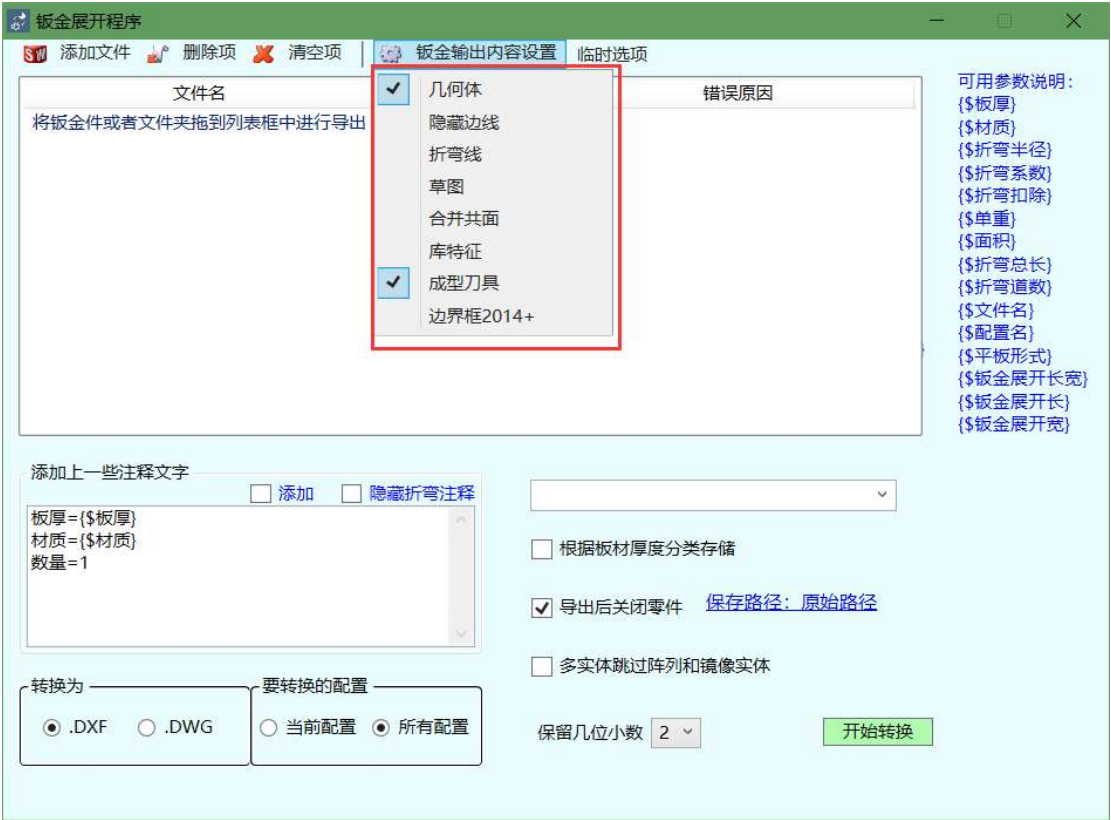 钣金展开程序
SW 添加文件 删除项 清空项 钣金输出内容设置 临时选项
文件名 错误原因
将钣金件或者文件夹拖到列表框中进行导出
几何体
隐藏边线
折弯线
草图
合并共面
库特征
成型刀具
边界框2014+
可用参数说明:
{$板厚}
{$材质}
{$折弯半径}
{$折弯系数}
{$折弯扣除}
{$单重}
{$面积}
{$折弯总长}
{$折弯道数}
{$文件名}
{$配置名}
{$平板形式}
{$钣金展开长宽}
{$钣金展开长}
{$钣金展开宽}
添加上一些注释文字
添加 隐藏折弯注释
板厚={$板厚}
材质={$材质}
数量=1
根据板材厚度分类存储
导出后关闭零件 保存路径：原始路径
多实体跳过阵列和镜像实体
转换为 要转换的配置
.DXF .DWG 当前配置 所有配置
保留几位小数 2 开始转换